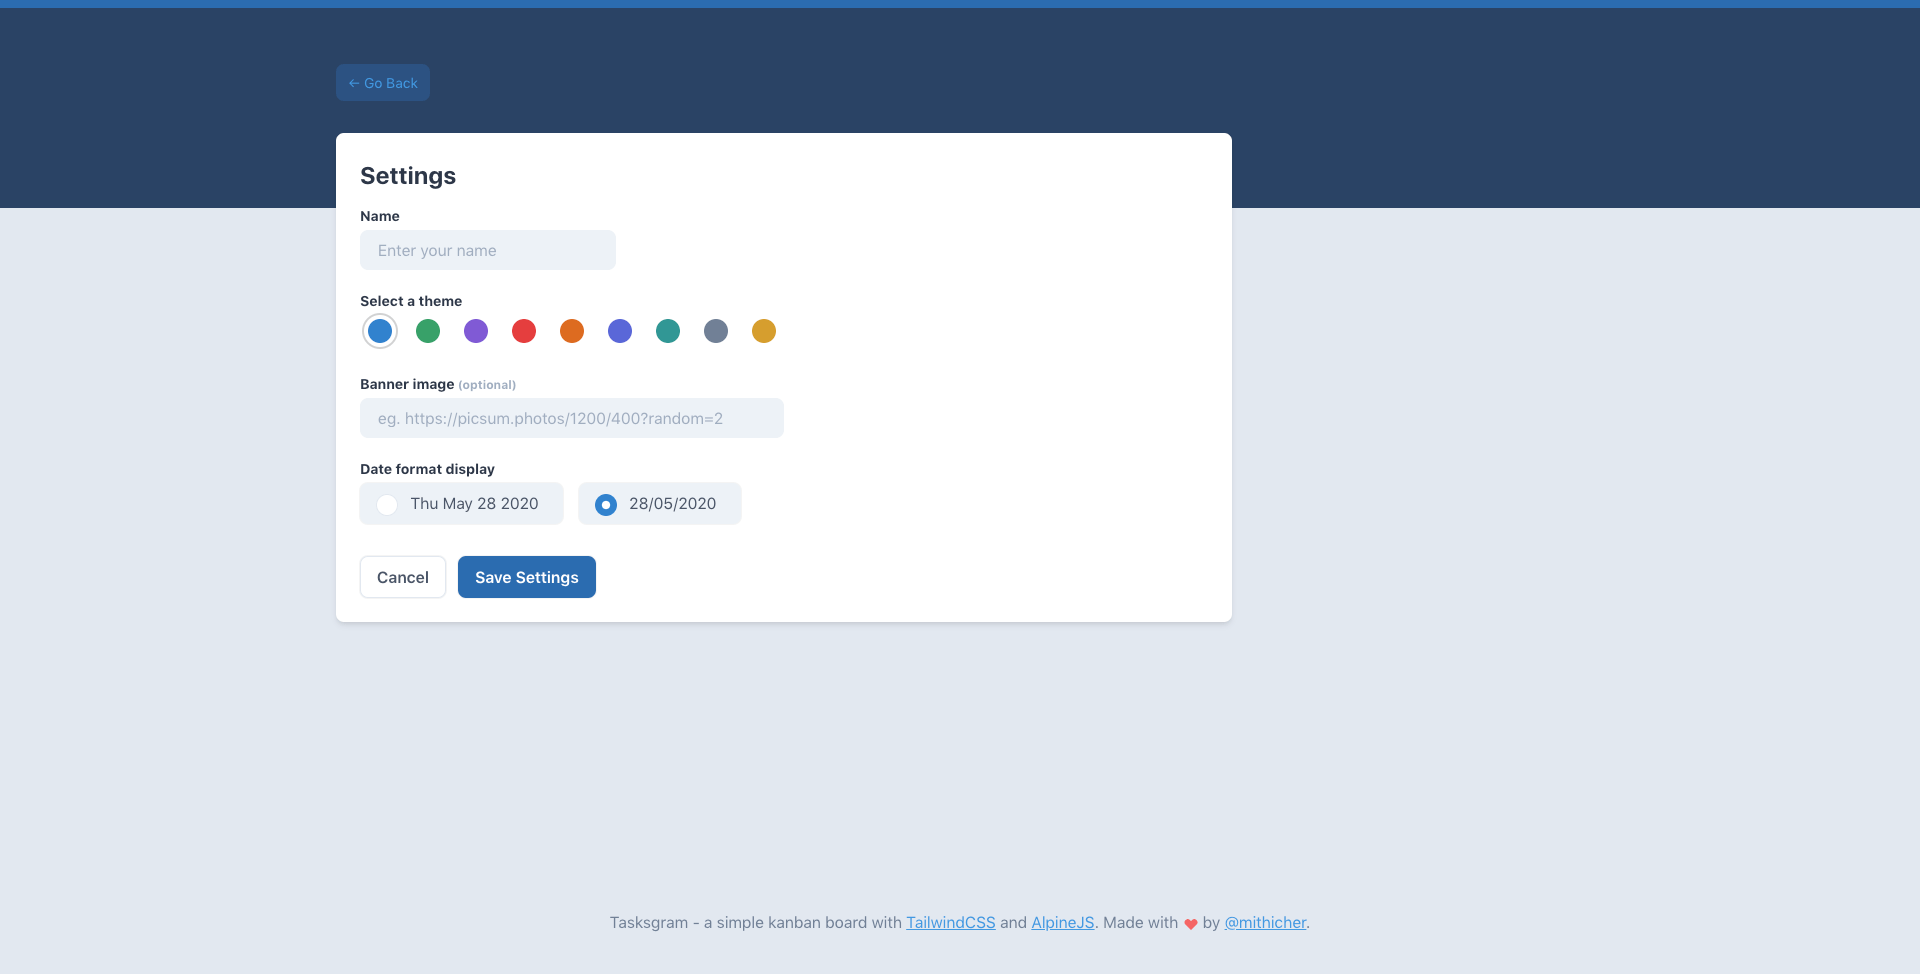 ← Go Back
Settings
Name
Enter your name
Select a theme
Banner image (optional)
eg. https://picsum.photos/1200/400?random=2
Date format display
Thu May 28 2020
28/05/2020
Cancel
Save Settings
Tasksgram - a simple kanban board with TailwindCSS and AlpineJS. Made with ♥ by @mithicher.